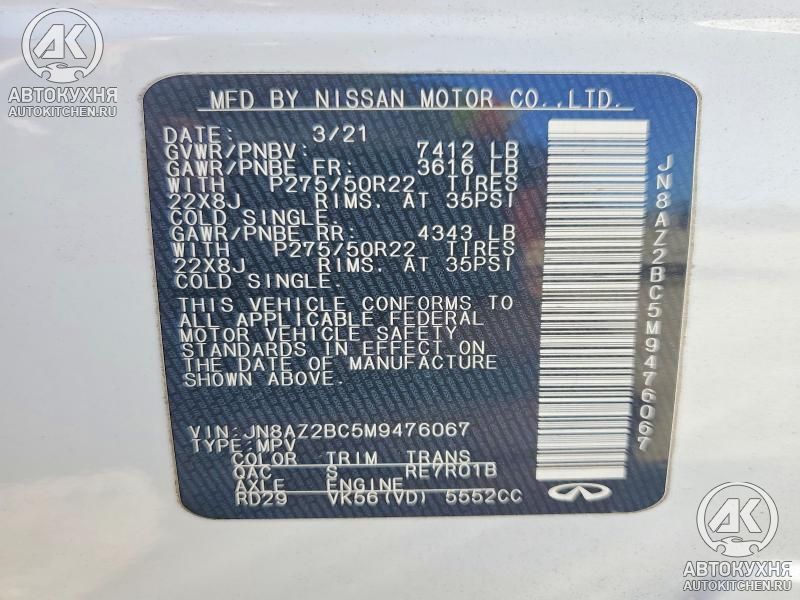 АК
АВТОКУХНЯ
AUTOKITCHEN.RU
MFD BY NISSAN MOTOR CO.,LTD.
DATE: 3/21
GVWR/PNBV: 7412 LB
GAWR/PNBE FR: 3616 LB
WITH P275/50R22 TIRES
22X8J RIMS. AT 35PSI
COLD SINGLE.
GAWR/PNBE RR: 4343 LB
WITH P275/50R22 TIRES
22X8J RIMS. AT 35PSI
COLD SINGLE.
THIS VEHICLE CONFORMS TO
ALL APPLICABLE FEDERAL
MOTOR VEHICLE SAFETY
STANDARDS IN EFFECT ON
THE DATE OF MANUFACTURE
SHOWN ABOVE.
VIN: JN8AZ2BC5M9476067
TYPE: MPV
COLOR TRIM TRANS
QAC S RE7R01B
AXLE ENGINE
RD29 VK56(VD) 5552CC
JN8AZ2BC5M9476067
АК
АВТОКУХНЯ
AUTOKITCHEN.RU